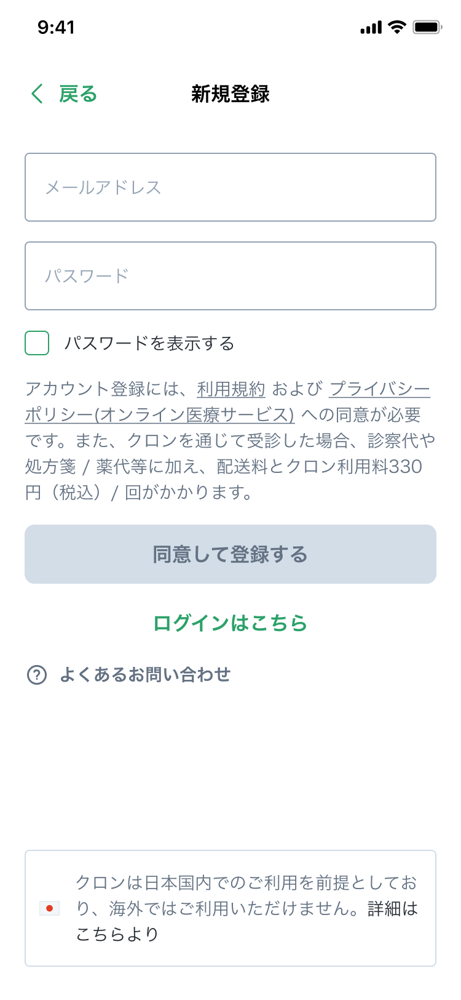 9:41
戻る
新規登録
メールアドレス
パスワード
パスワードを表示する
アカウント登録には、利用規約 および プライバシー
ポリシー(オンライン医療サービス) への同意が必要
です。また、クロンを通じて受診した場合、診察代や
処方箋 / 薬代等に加え、配送料とクロン利用料330
円（税込）/ 回がかかります。
同意して登録する
ログインはこちら
? よくあるお問い合わせ
クロンは日本国内でのご利用を前提としてお
り、海外ではご利用いただけません。詳細は
こちらより